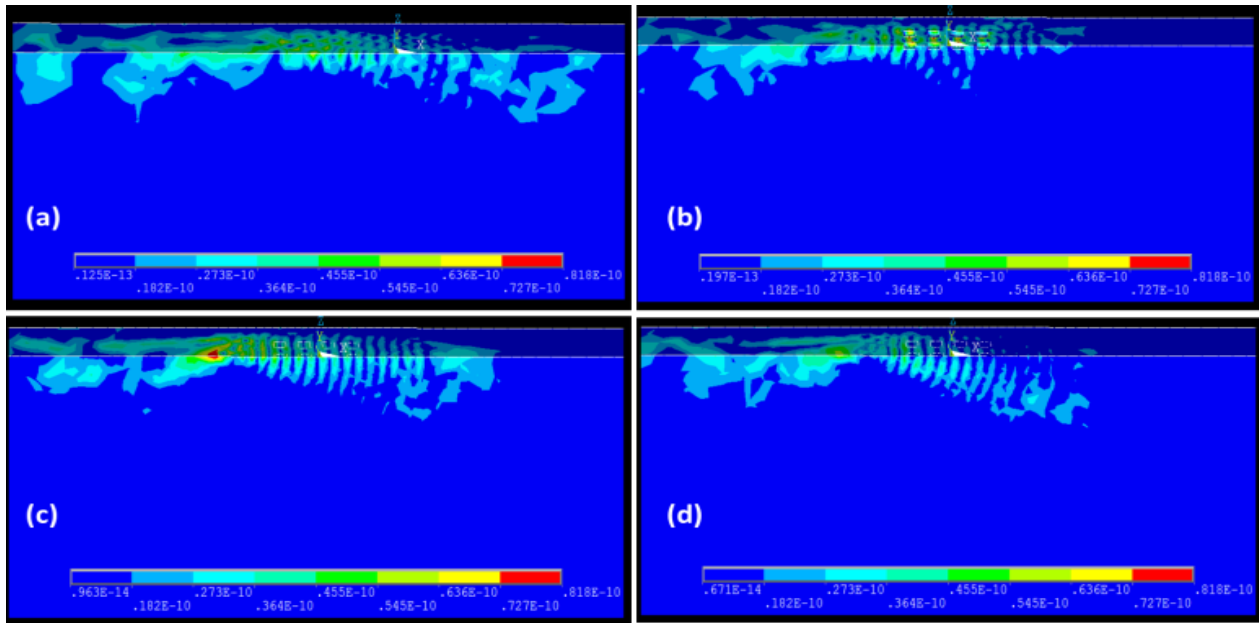 Z
Y
X
(a)
.125E-13 .273E-10 .455E-10 .636E-10 .818E-10
.182E-10 .364E-10 .545E-10 .727E-10
Y
X
(b)
.197E-13 .273E-10 .455E-10 .636E-10 .818E-10
.182E-10 .364E-10 .545E-10 .727E-10
Y
X
(c)
.963E-14 .273E-10 .455E-10 .636E-10 .818E-10
.182E-10 .364E-10 .545E-10 .727E-10
Y
X
(d)
.671E-14 .273E-10 .455E-10 .636E-10 .818E-10
.182E-10 .364E-10 .545E-10 .727E-10